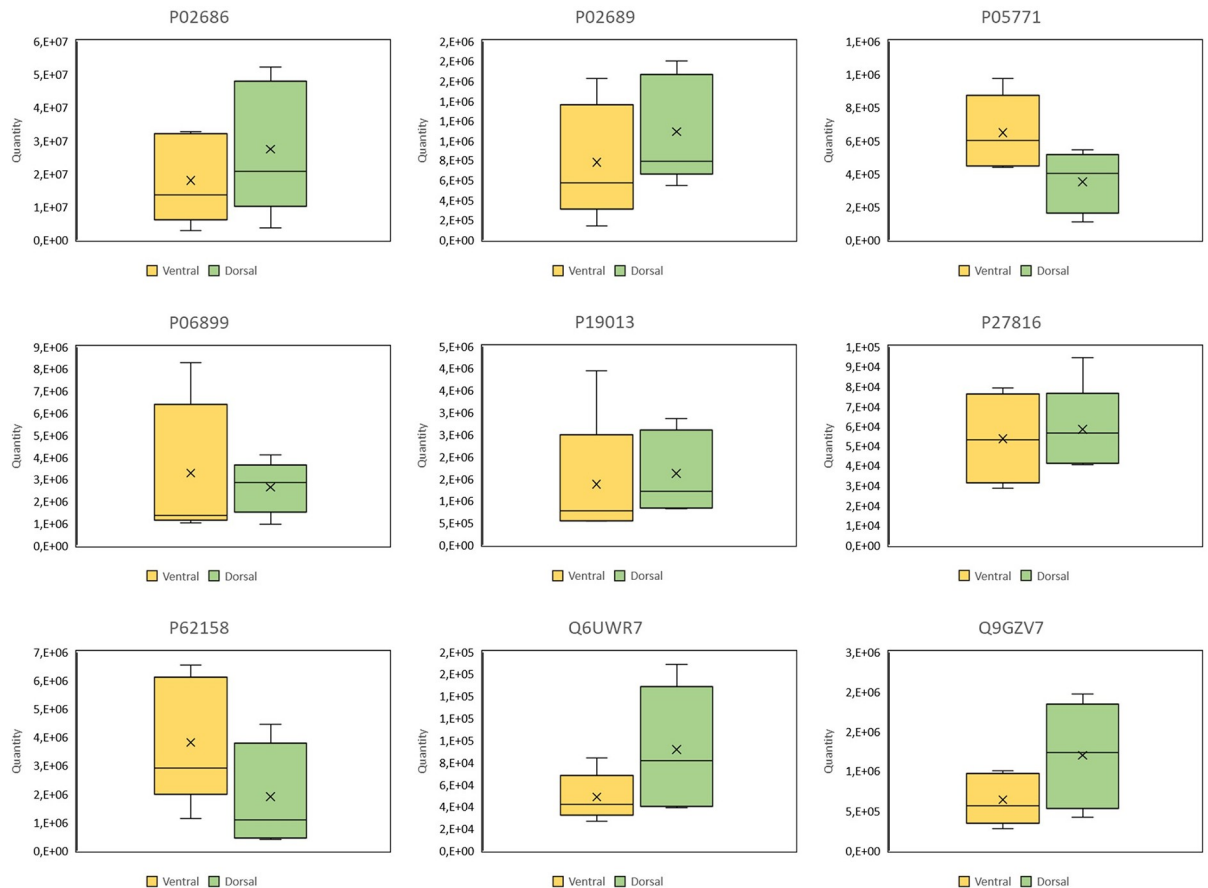 P02686
6,E+07
5,E+07
4,E+07
3,E+07
2,E+07
1,E+07
0,E+00
Quantity
Ventral Dorsal
P02689
2,E+06
2,E+06
2,E+06
1,E+06
1,E+06
1,E+06
8,E+05
6,E+05
4,E+05
2,E+05
0,E+00
Quantity
Ventral Dorsal
P05771
1,E+06
1,E+06
8,E+05
6,E+05
4,E+05
2,E+05
0,E+00
Quantity
Ventral Dorsal
P06899
9,E+06
8,E+06
7,E+06
6,E+06
5,E+06
4,E+06
3,E+06
2,E+06
1,E+06
0,E+00
Quantity
Ventral Dorsal
P19013
5,E+06
4,E+06
4,E+06
3,E+06
3,E+06
2,E+06
2,E+06
1,E+06
5,E+05
0,E+00
Quantity
Ventral Dorsal
P27816
1,E+05
9,E+04
8,E+04
7,E+04
6,E+04
5,E+04
4,E+04
3,E+04
2,E+04
1,E+04
0,E+00
Quantity
Ventral Dorsal
P62158
7,E+06
6,E+06
5,E+06
4,E+06
3,E+06
2,E+06
1,E+06
0,E+00
Quantity
Ventral Dorsal
Q6UWR7
2,E+05
2,E+05
1,E+05
1,E+05
1,E+05
8,E+04
6,E+04
4,E+04
2,E+04
0,E+00
Quantity
Ventral Dorsal
Q9GZV7
3,E+06
2,E+06
2,E+06
1,E+06
5,E+05
0,E+00
Quantity
Ventral Dorsal